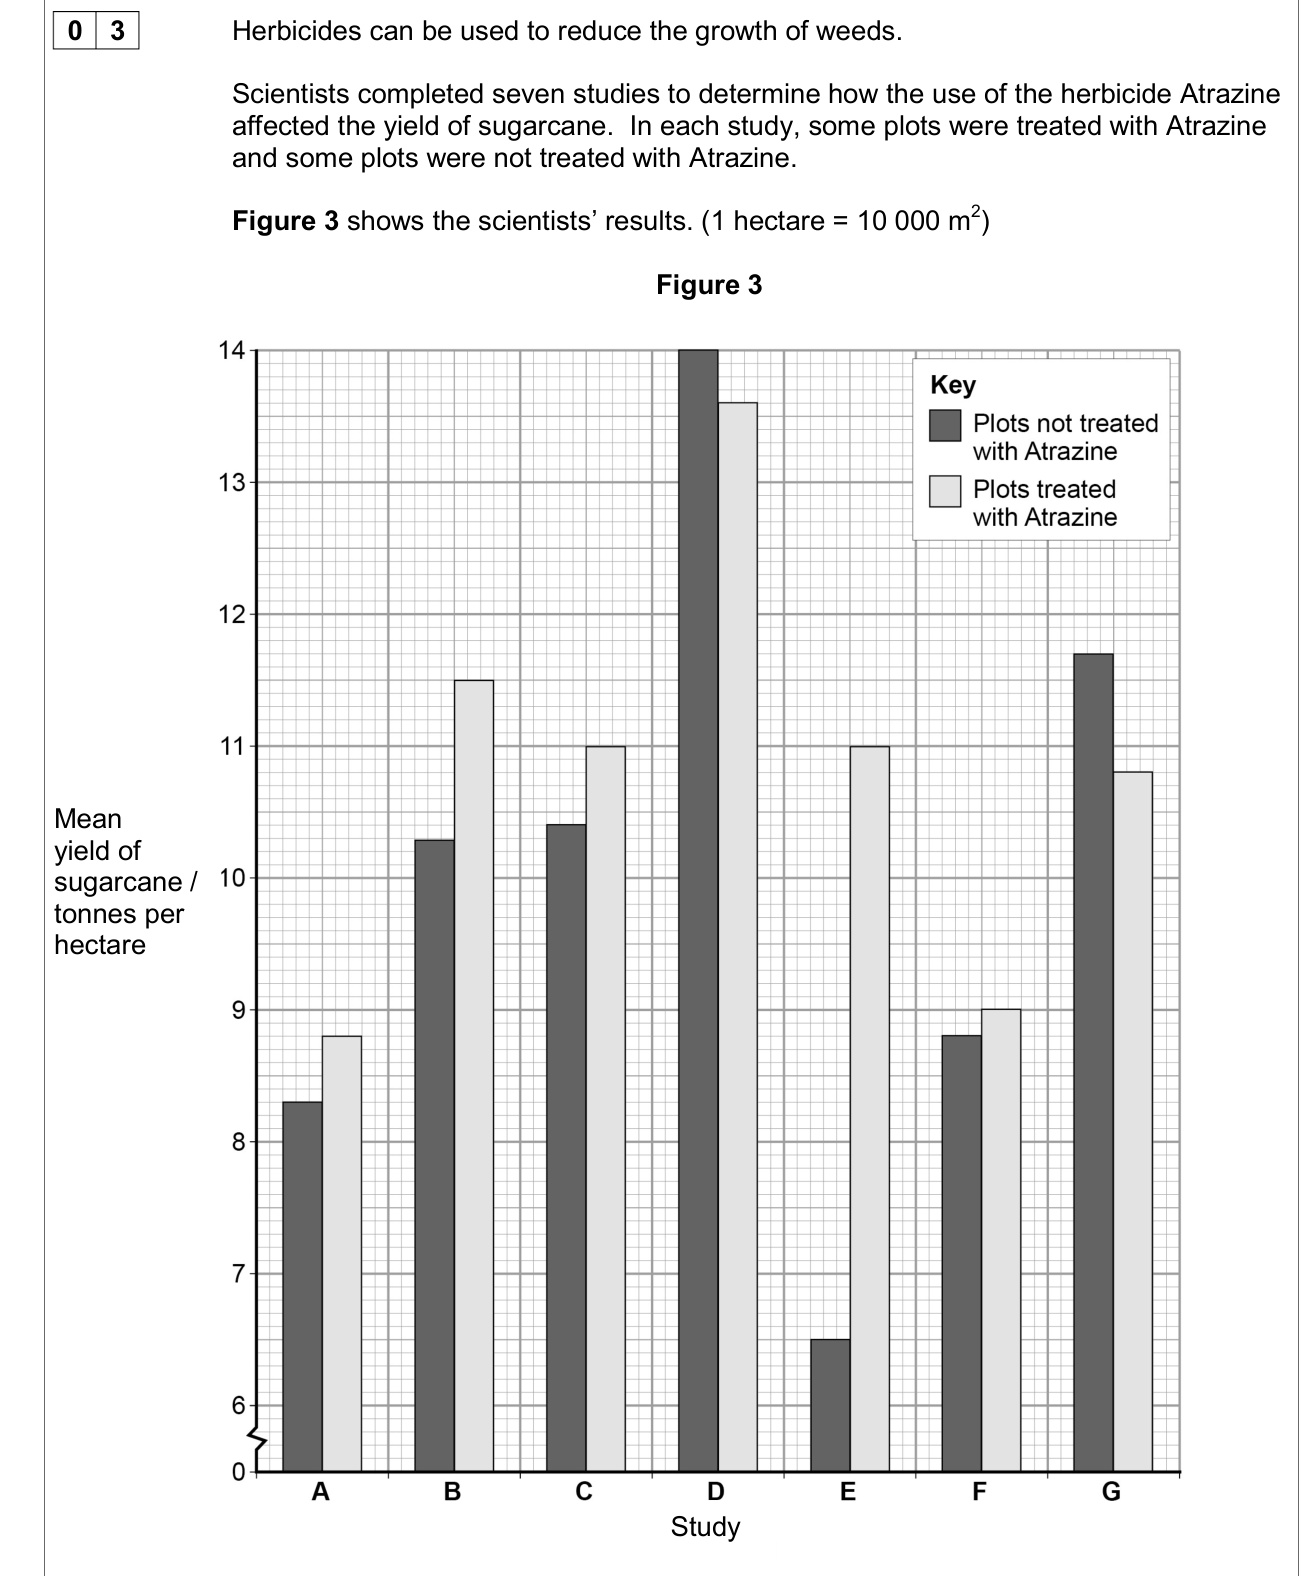 0 3
Herbicides can be used to reduce the growth of weeds.
Scientists completed seven studies to determine how the use of the herbicide Atrazine
affected the yield of sugarcane. In each study, some plots were treated with Atrazine
and some plots were not treated with Atrazine.
Figure 3 shows the scientists’ results. (1 hectare = 10 000 m²)
Figure 3
Mean
yield of
sugarcane /
tonnes per
hectare
14
13
12
11
10
9
8
7
6
0
Key
Plots not treated
with Atrazine
Plots treated
with Atrazine
A B C D E F G
Study